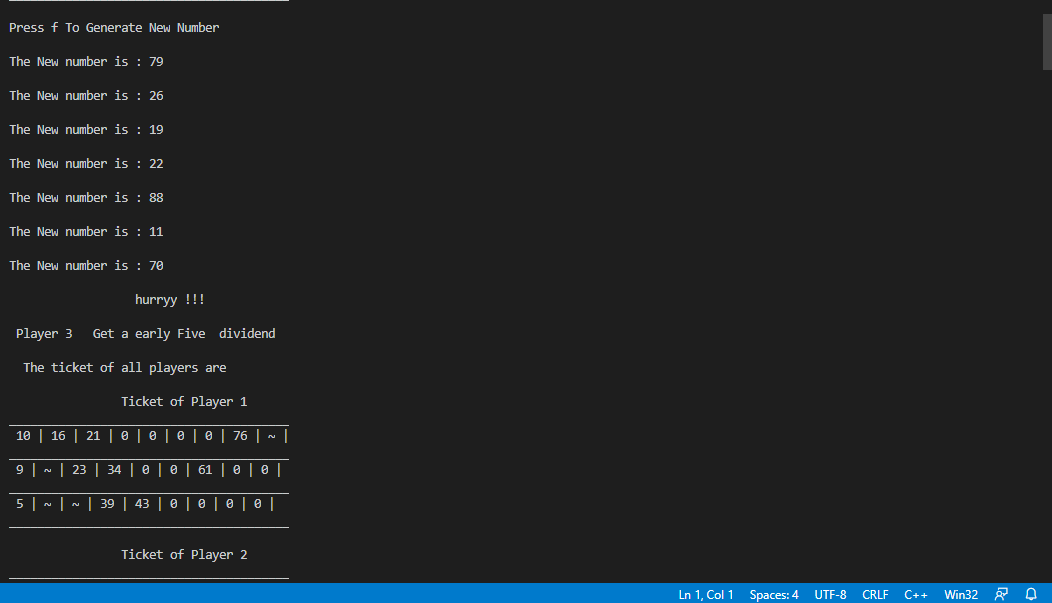 Press f To Generate New Number
The New number is : 79
The New number is : 26
The New number is : 19
The New number is : 22
The New number is : 88
The New number is : 11
The New number is : 70
hurryy !!!
Player 3 Get a early Five dividend
The ticket of all players are
Ticket of Player 1
10 | 16 | 21 | 0 | 0 | 0 | 0 | 76 | ~ |
9 | ~ | 23 | 34 | 0 | 0 | 61 | 0 | 0 |
5 | ~ | ~ | 39 | 43 | 0 | 0 | 0 | 0 |
Ticket of Player 2
Ln 1, Col 1 Spaces: 4 UTF-8 CRLF C++ Win32